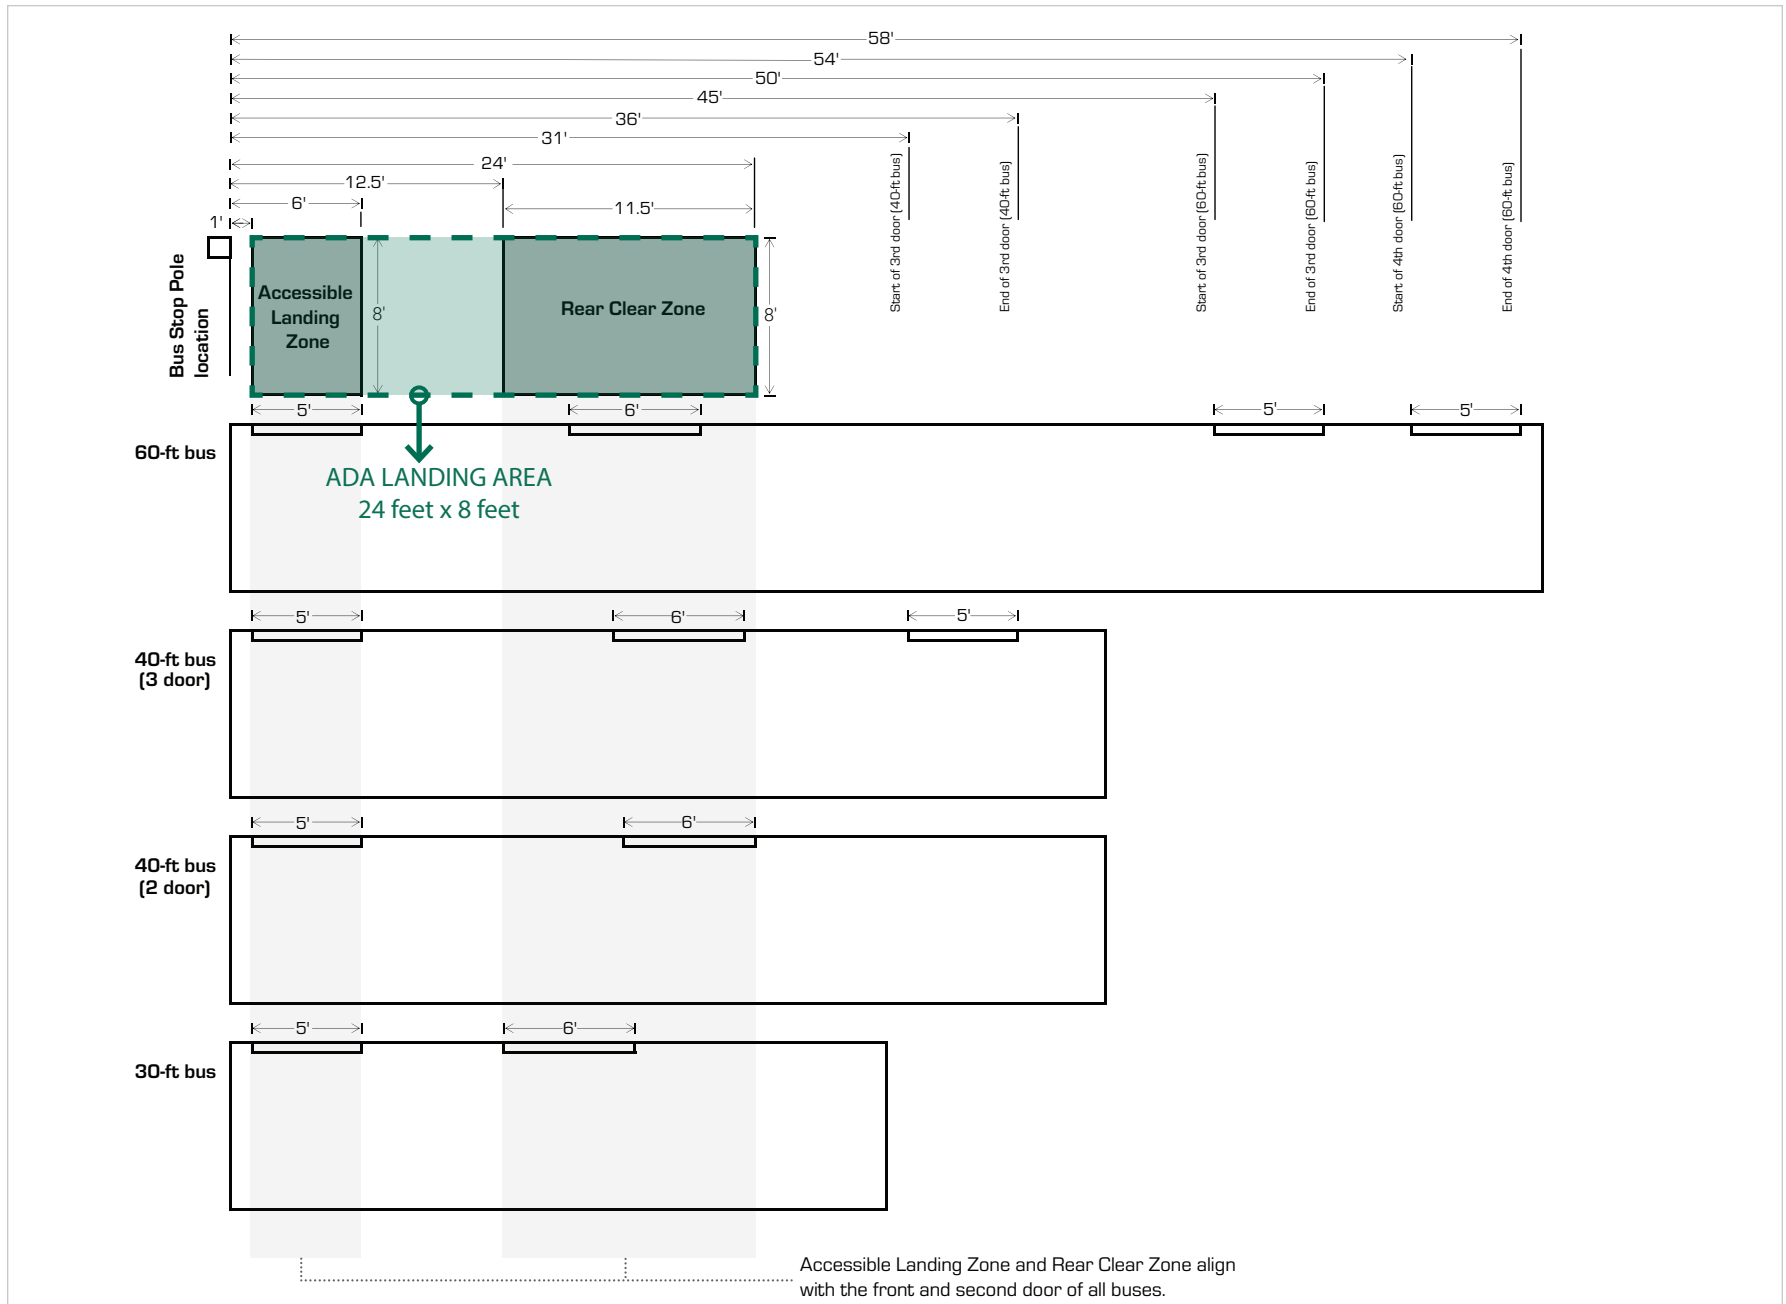 58'
54'
50'
45'
36'
31'
24'
12.5'
6'
11.5'
1'
Start of 3rd door (40-ft bus)
End of 3rd door (40-ft bus)
Start of 3rd door (60-ft bus)
End of 3rd door (60-ft bus)
Start of 4th door (60-ft bus)
End of 4th door (60-ft bus)
Bus Stop Pole
location
Accessible
Landing
Zone
8'
Rear Clear Zone
8'
5'
6'
5'
5'
60-ft bus
ADA LANDING AREA
24 feet x 8 feet
5'
6'
5'
40-ft bus
(3 door)
5'
6'
40-ft bus
(2 door)
5'
6'
30-ft bus
Accessible Landing Zone and Rear Clear Zone align
with the front and second door of all buses.